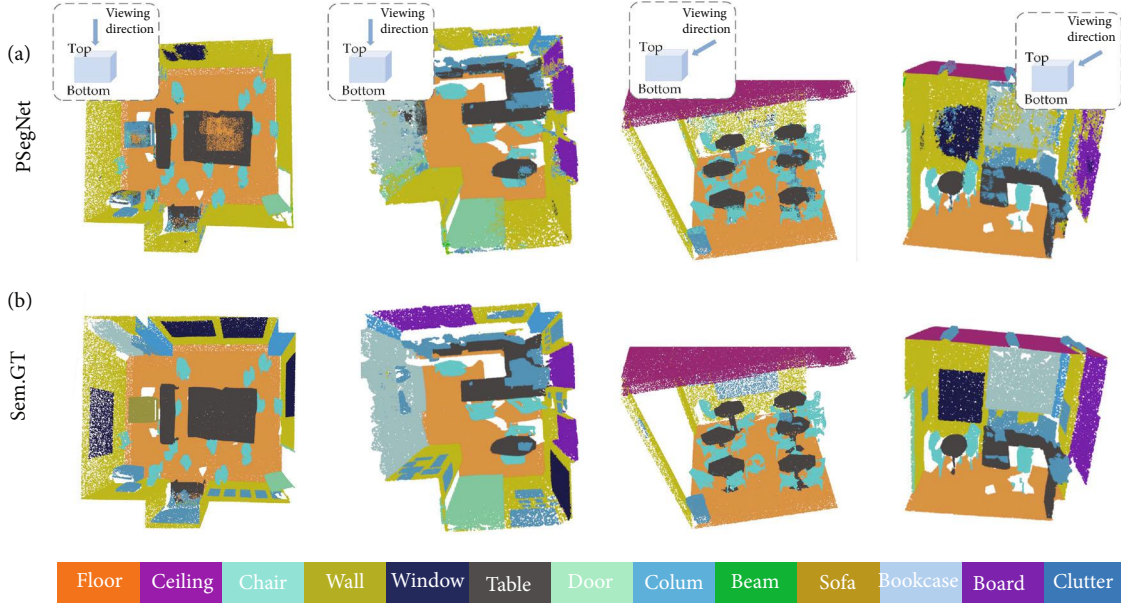 (a)
PSegNet
Viewing
direction
Top
Bottom
Viewing
direction
Top
Bottom
Viewing
direction
Top
Bottom
Viewing
direction
Top
Bottom
(b)
Sem.GT
Floor Ceiling Chair Wall Window Table Door Colum Beam Sofa Bookcase Board Clutter